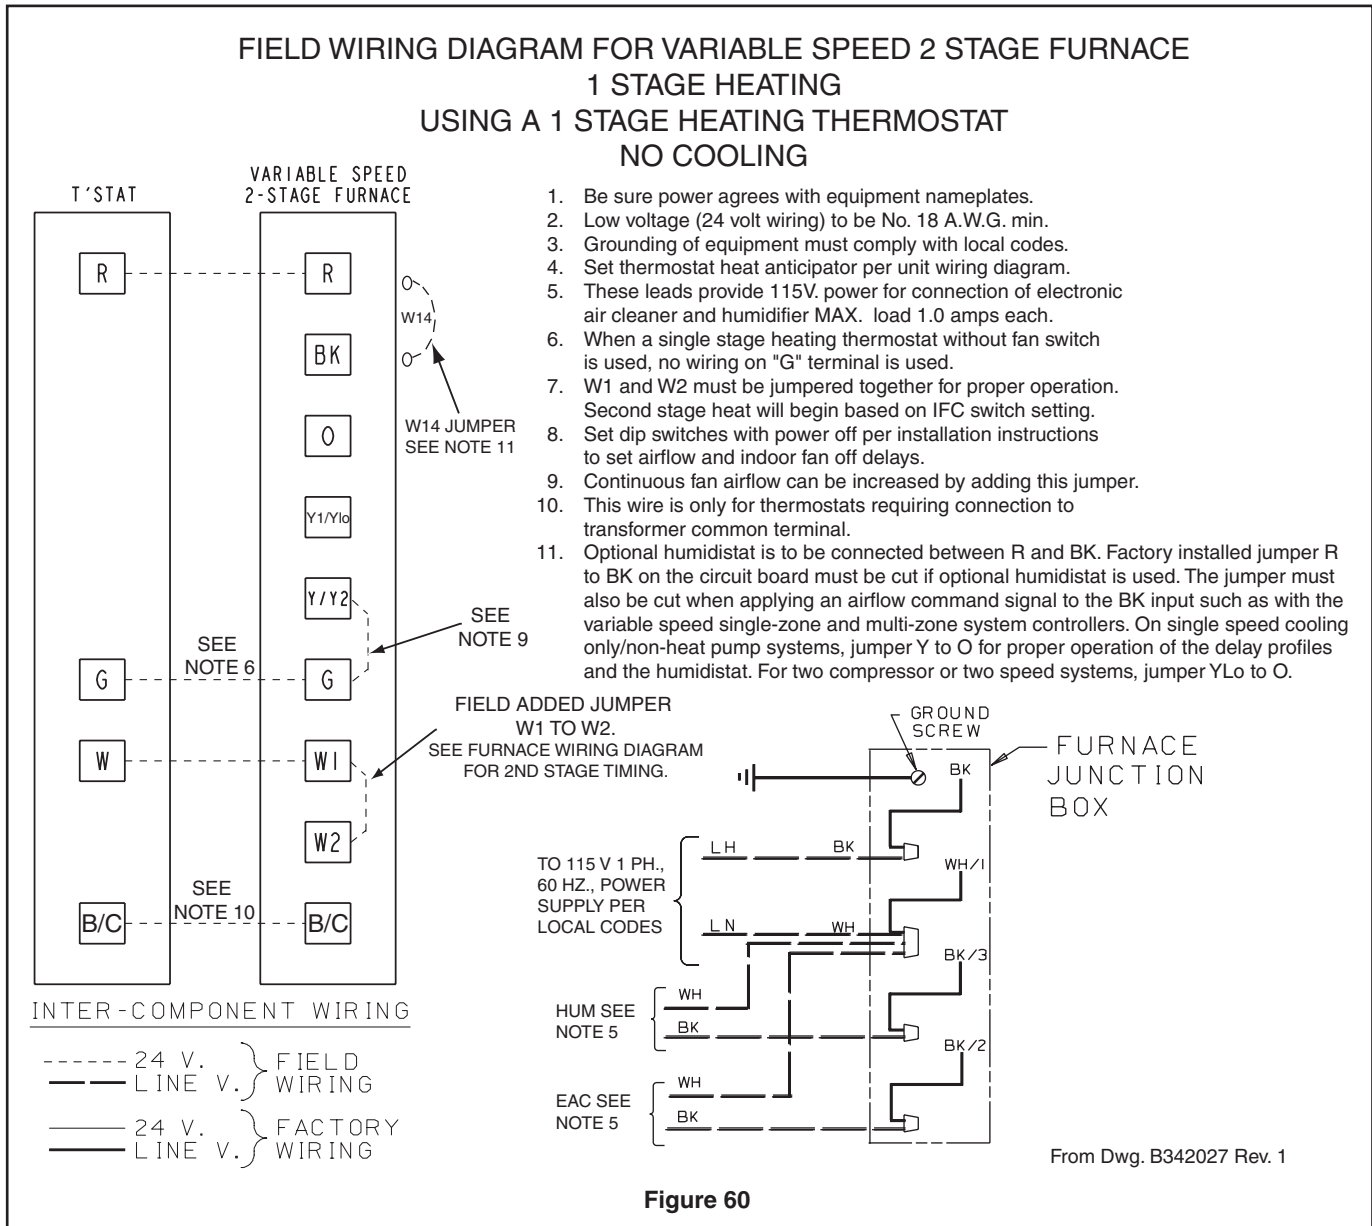 FIELD WIRING DIAGRAM FOR VARIABLE SPEED 2 STAGE FURNACE
1 STAGE HEATING
USING A 1 STAGE HEATING THERMOSTAT
NO COOLING
T'STAT
VARIABLE SPEED
2-STAGE FURNACE
R
R
W14
BK
W14 JUMPER
SEE NOTE 11
O
Y1/Ylo
Y/Y2
SEE
NOTE 9
SEE
NOTE 6
G
G
FIELD ADDED JUMPER
W1 TO W2.
SEE FURNACE WIRING DIAGRAM
FOR 2ND STAGE TIMING.
W
W1
W2
SEE
NOTE 10
B/C
B/C
1. Be sure power agrees with equipment nameplates.
2. Low voltage (24 volt wiring) to be No. 18 A.W.G. min.
3. Grounding of equipment must comply with local codes.
4. Set thermostat heat anticipator per unit wiring diagram.
5. These leads provide 115V. power for connection of electronic
air cleaner and humidifier MAX. load 1.0 amps each.
6. When a single stage heating thermostat without fan switch
is used, no wiring on "G" terminal is used.
7. W1 and W2 must be jumpered together for proper operation.
Second stage heat will begin based on IFC switch setting.
8. Set dip switches with power off per installation instructions
to set airflow and indoor fan off delays.
9. Continuous fan airflow can be increased by adding this jumper.
10. This wire is only for thermostats requiring connection to
transformer common terminal.
11. Optional humidistat is to be connected between R and BK. Factory installed jumper R
to BK on the circuit board must be cut if optional humidistat is used. The jumper must
also be cut when applying an airflow command signal to the BK input such as with the
variable speed single-zone and multi-zone system controllers. On single speed cooling
only/non-heat pump systems, jumper Y to O for proper operation of the delay profiles
and the humidistat. For two compressor or two speed systems, jumper YLo to O.
GROUND
SCREW
FURNACE
JUNCTION
BOX
BK
TO 115 V 1 PH.,
60 HZ., POWER
SUPPLY PER
LOCAL CODES
LH
BK
WH/1
LN
WH
BK/3
HUM SEE
NOTE 5
WH
BK
BK/2
EAC SEE
NOTE 5
WH
BK
INTER-COMPONENT WIRING
24 V.
LINE V.
FIELD
WIRING
24 V.
LINE V.
FACTORY
WIRING
From Dwg. B342027 Rev. 1
Figure 60